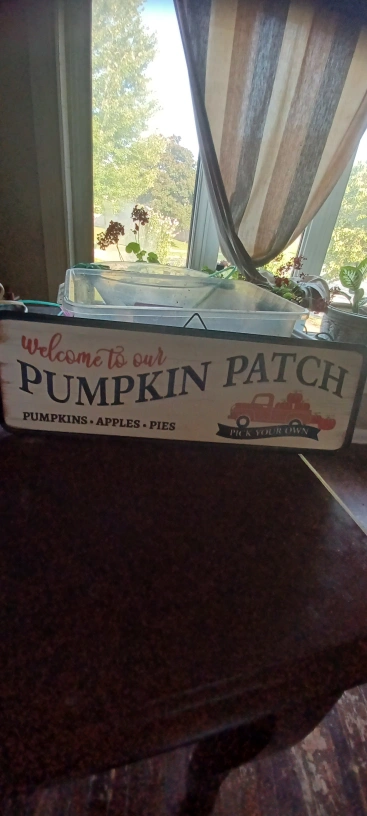 welcome to our
PUMPKIN PATCH
PUMPKINS • APPLES • PIES
PICK YOUR OWN